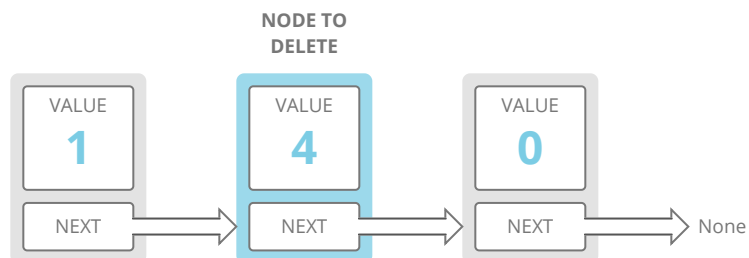 NODE TO
DELETE
VALUE
1
VALUE
4
VALUE
0
NEXT
NEXT
NEXT
None